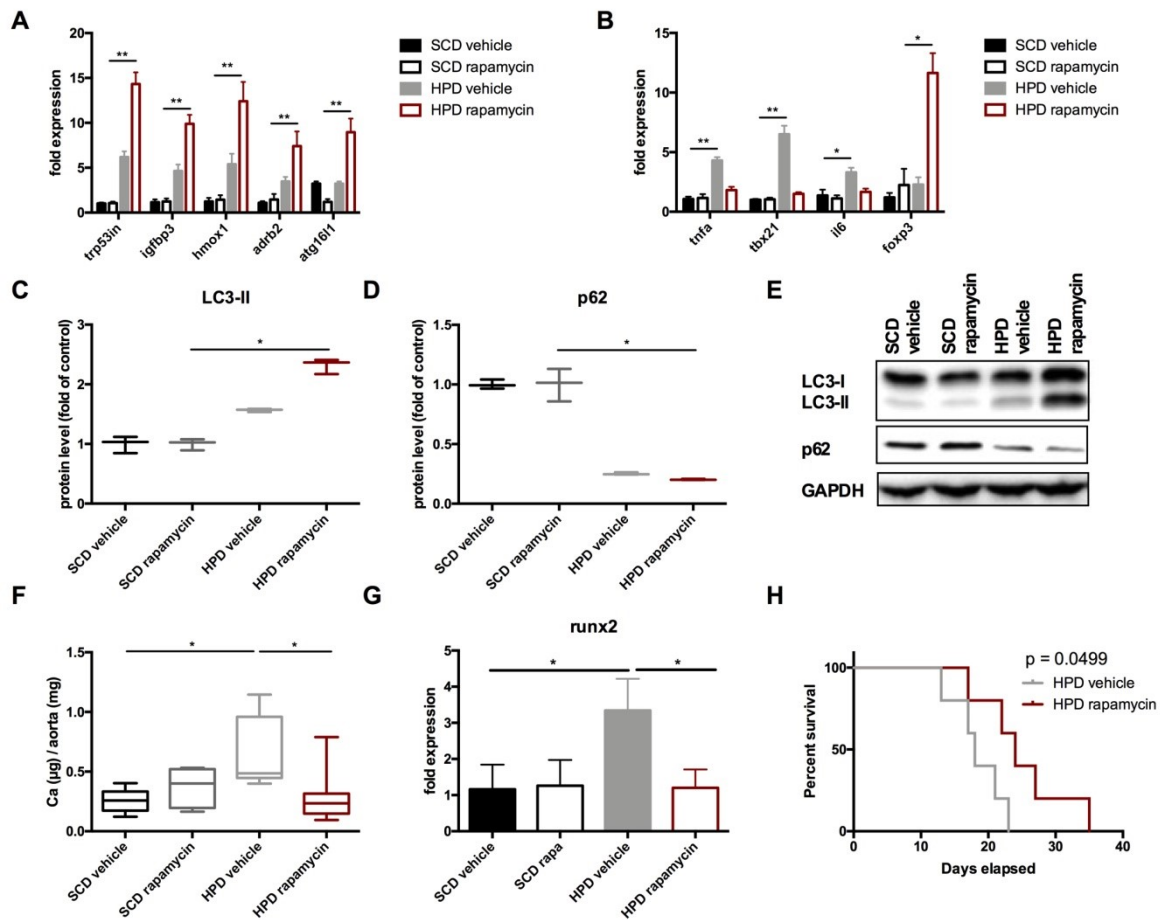 A
20
15
10
5
0
fold expression
**
**
**
**
**
trp53in
igfbp3
hmox1
adrb2
atg16l1
SCD vehicle
SCD rapamycin
HPD vehicle
HPD rapamycin
B
15
10
5
0
fold expression
**
**
*
*
tnfa
tbx21
il6
foxp3
SCD vehicle
SCD rapamycin
HPD vehicle
HPD rapamycin
C
LC3-II
3
2
1
0
protein level (fold of control)
*
SCD vehicle
SCD rapamycin
HPD vehicle
HPD rapamycin
D
p62
1.5
1.0
0.5
0.0
protein level (fold of control)
*
SCD vehicle
SCD rapamycin
HPD vehicle
HPD rapamycin
E
SCD
vehicle
SCD
rapamycin
HPD
vehicle
HPD
rapamycin
LC3-I
LC3-II
p62
GAPDH
F
1.5
1.0
0.5
0.0
Ca (µg) / aorta (mg)
*
*
SCD vehicle
SCD rapamycin
HPD vehicle
HPD rapamycin
G
runx2
5
4
3
2
1
0
fold expression
*
*
SCD vehicle
SCD rapa
HPD vehicle
HPD rapamycin
H
p = 0.0499
HPD vehicle
HPD rapamycin
100
50
0
Percent survival
0
10
20
30
40
Days elapsed